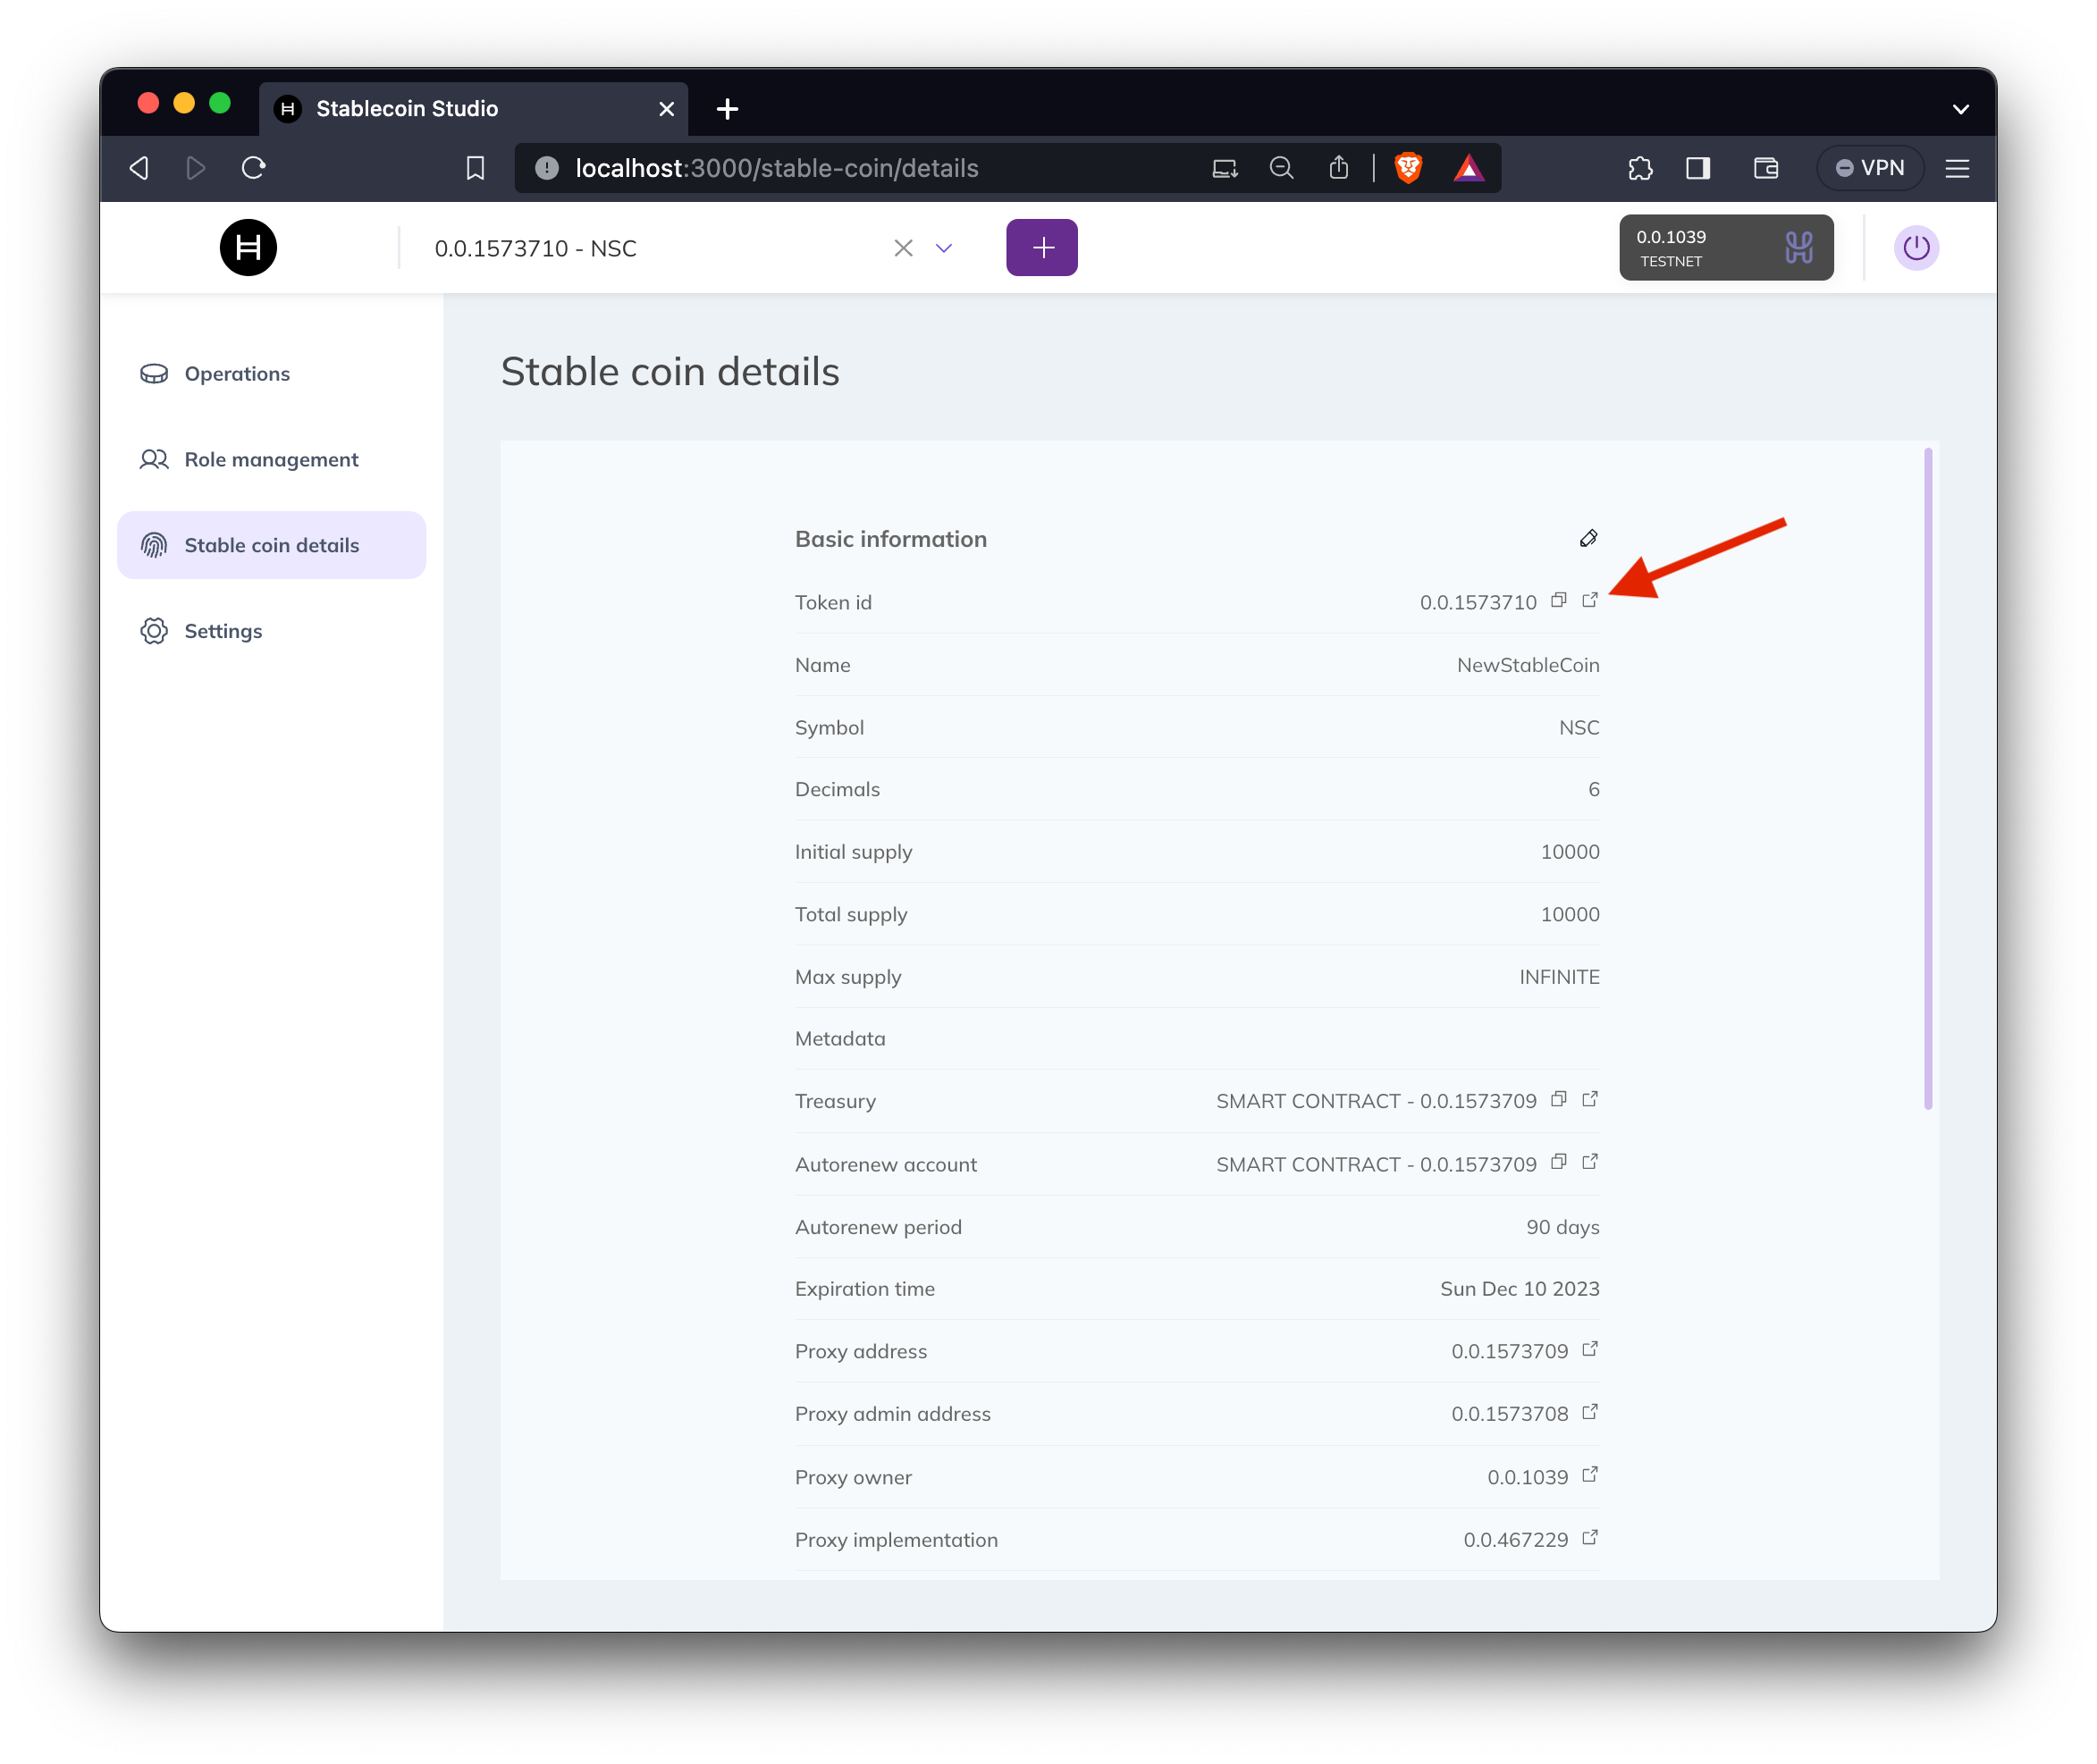 Stablecoin Studio
localhost:3000/stable-coin/details
VPN
0.0.1573710 - NSC
0.0.1039
TESTNET
Operations
Role management
Stable coin details
Settings
Stable coin details
Basic information
Token id 0.0.1573710
Name NewStableCoin
Symbol NSC
Decimals 6
Initial supply 10000
Total supply 10000
Max supply INFINITE
Metadata
Treasury SMART CONTRACT - 0.0.1573709
Autorenew account SMART CONTRACT - 0.0.1573709
Autorenew period 90 days
Expiration time Sun Dec 10 2023
Proxy address 0.0.1573709
Proxy admin address 0.0.1573708
Proxy owner 0.0.1039
Proxy implementation 0.0.467229